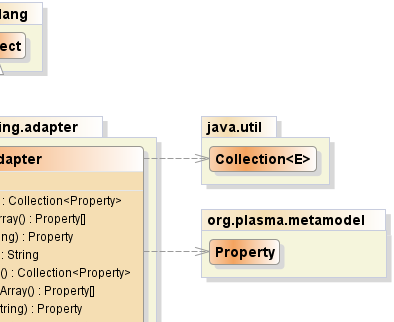 lang
ect
ing.adapter
dapter
: Collection<Property>
rray() : Property[]
ng) : Property
: String
() : Collection<Property>
Array() : Property[]
tring) : Property
java.util
Collection<E>
org.plasma.metamodel
Property